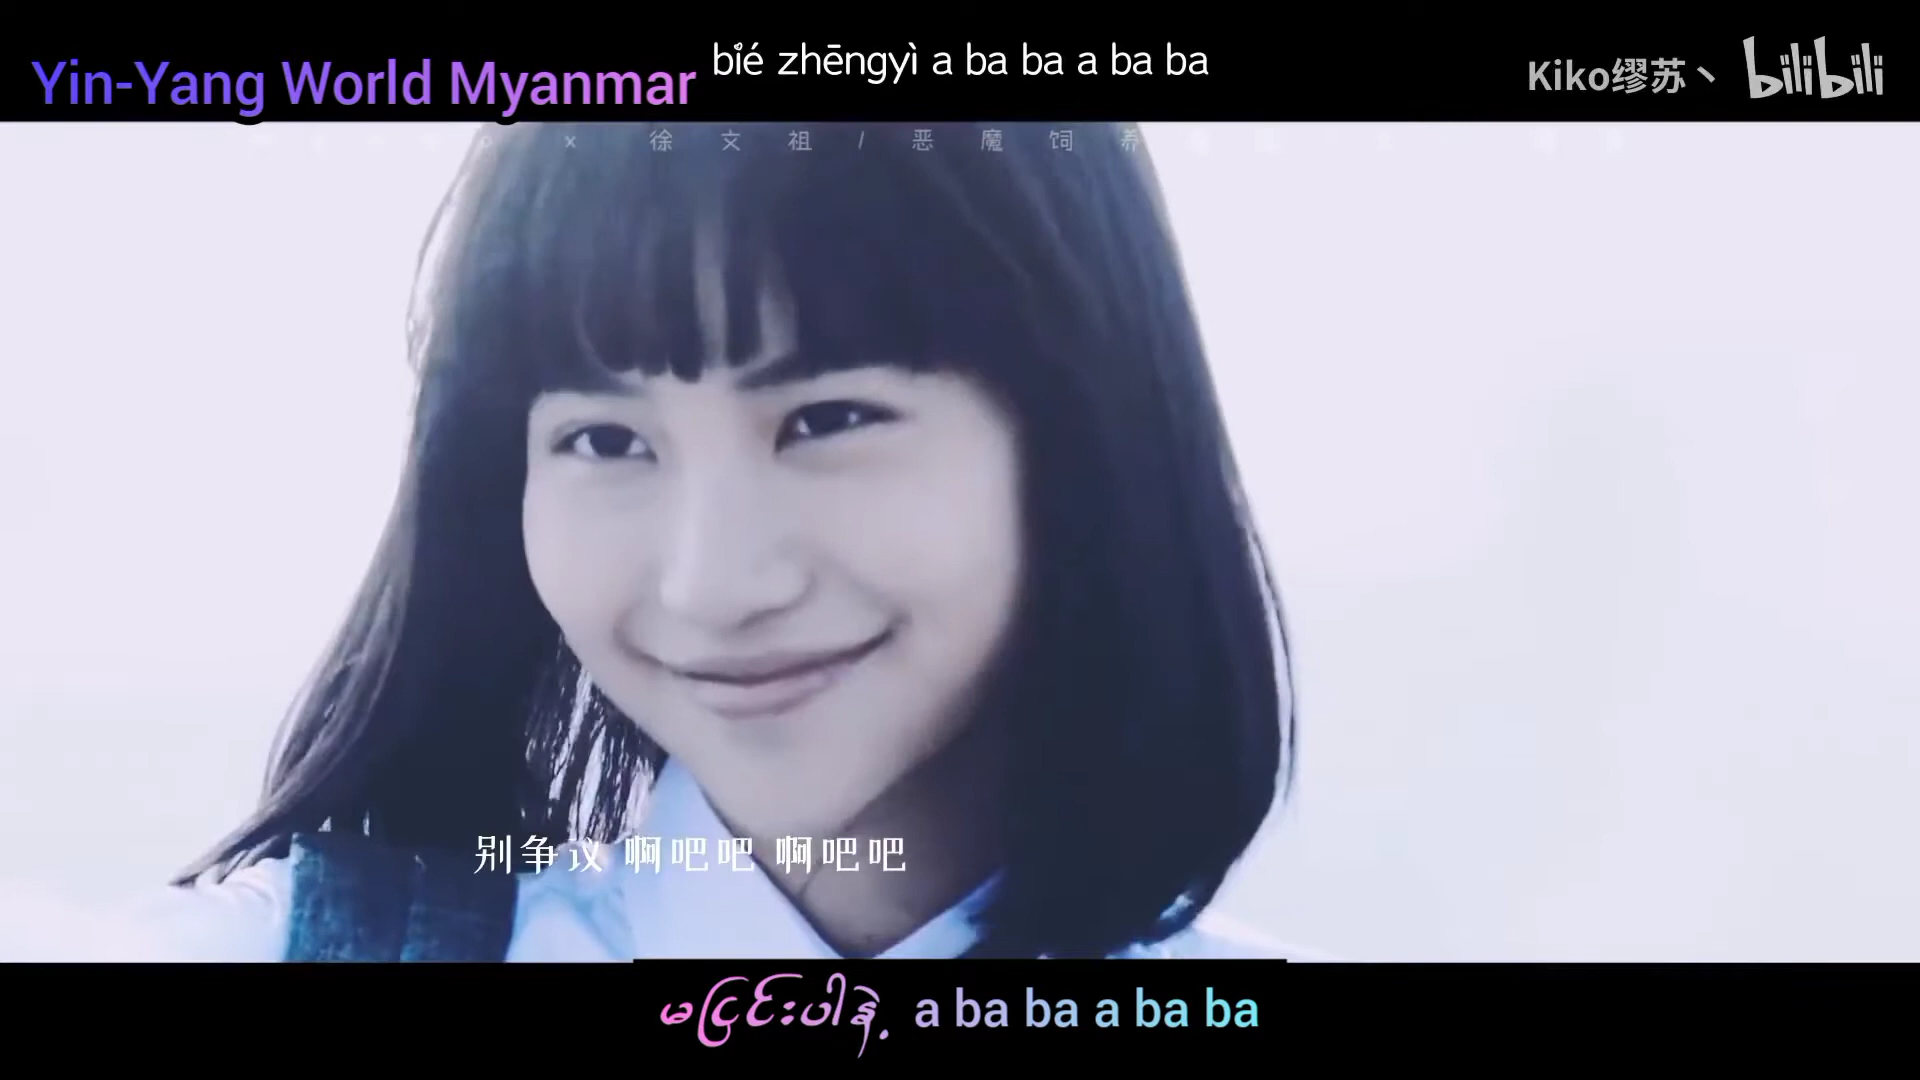 bié zhēngyì a ba ba a ba ba
Yin-Yang World Myanmar
Kiko缪苏丶 bilibili
x 徐文祖/恶魔饲养
别争议 啊吧吧 啊吧吧
မငြင်းပါနဲ့ a ba ba a ba ba